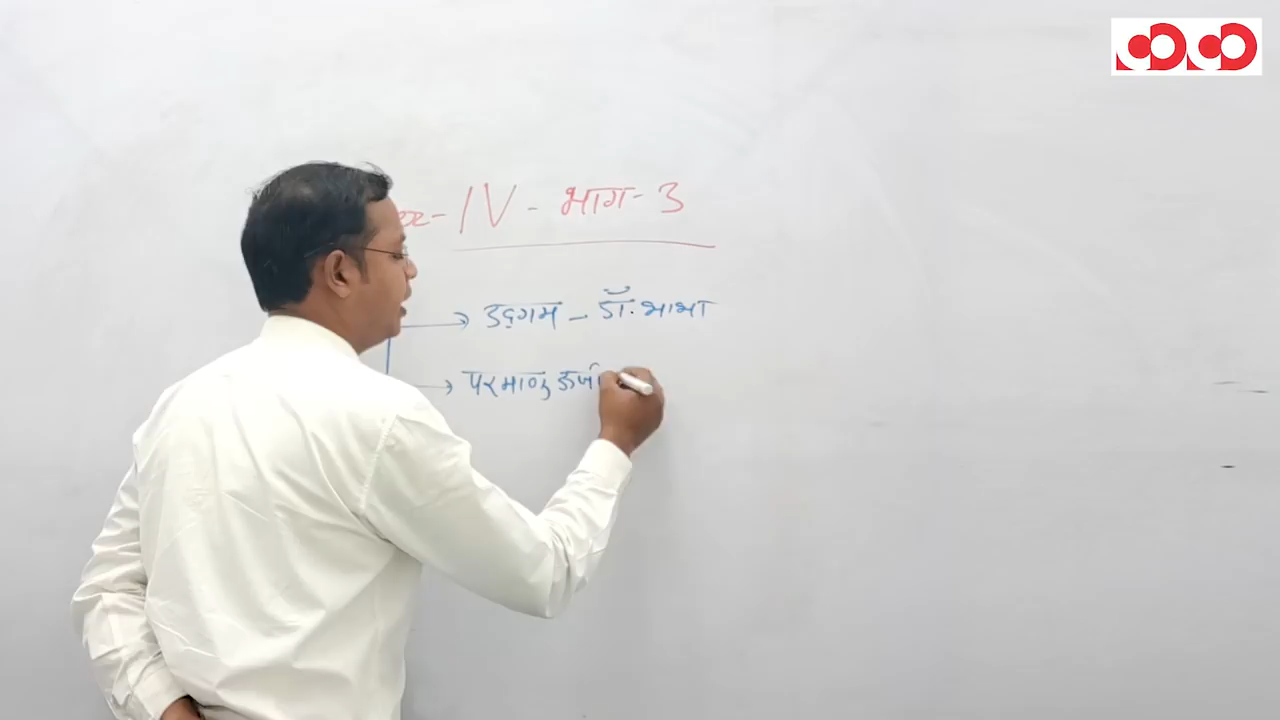 -IV - भाग- 3
उद्गम - डॉ. भाभा
परमाणु ऊर्जा